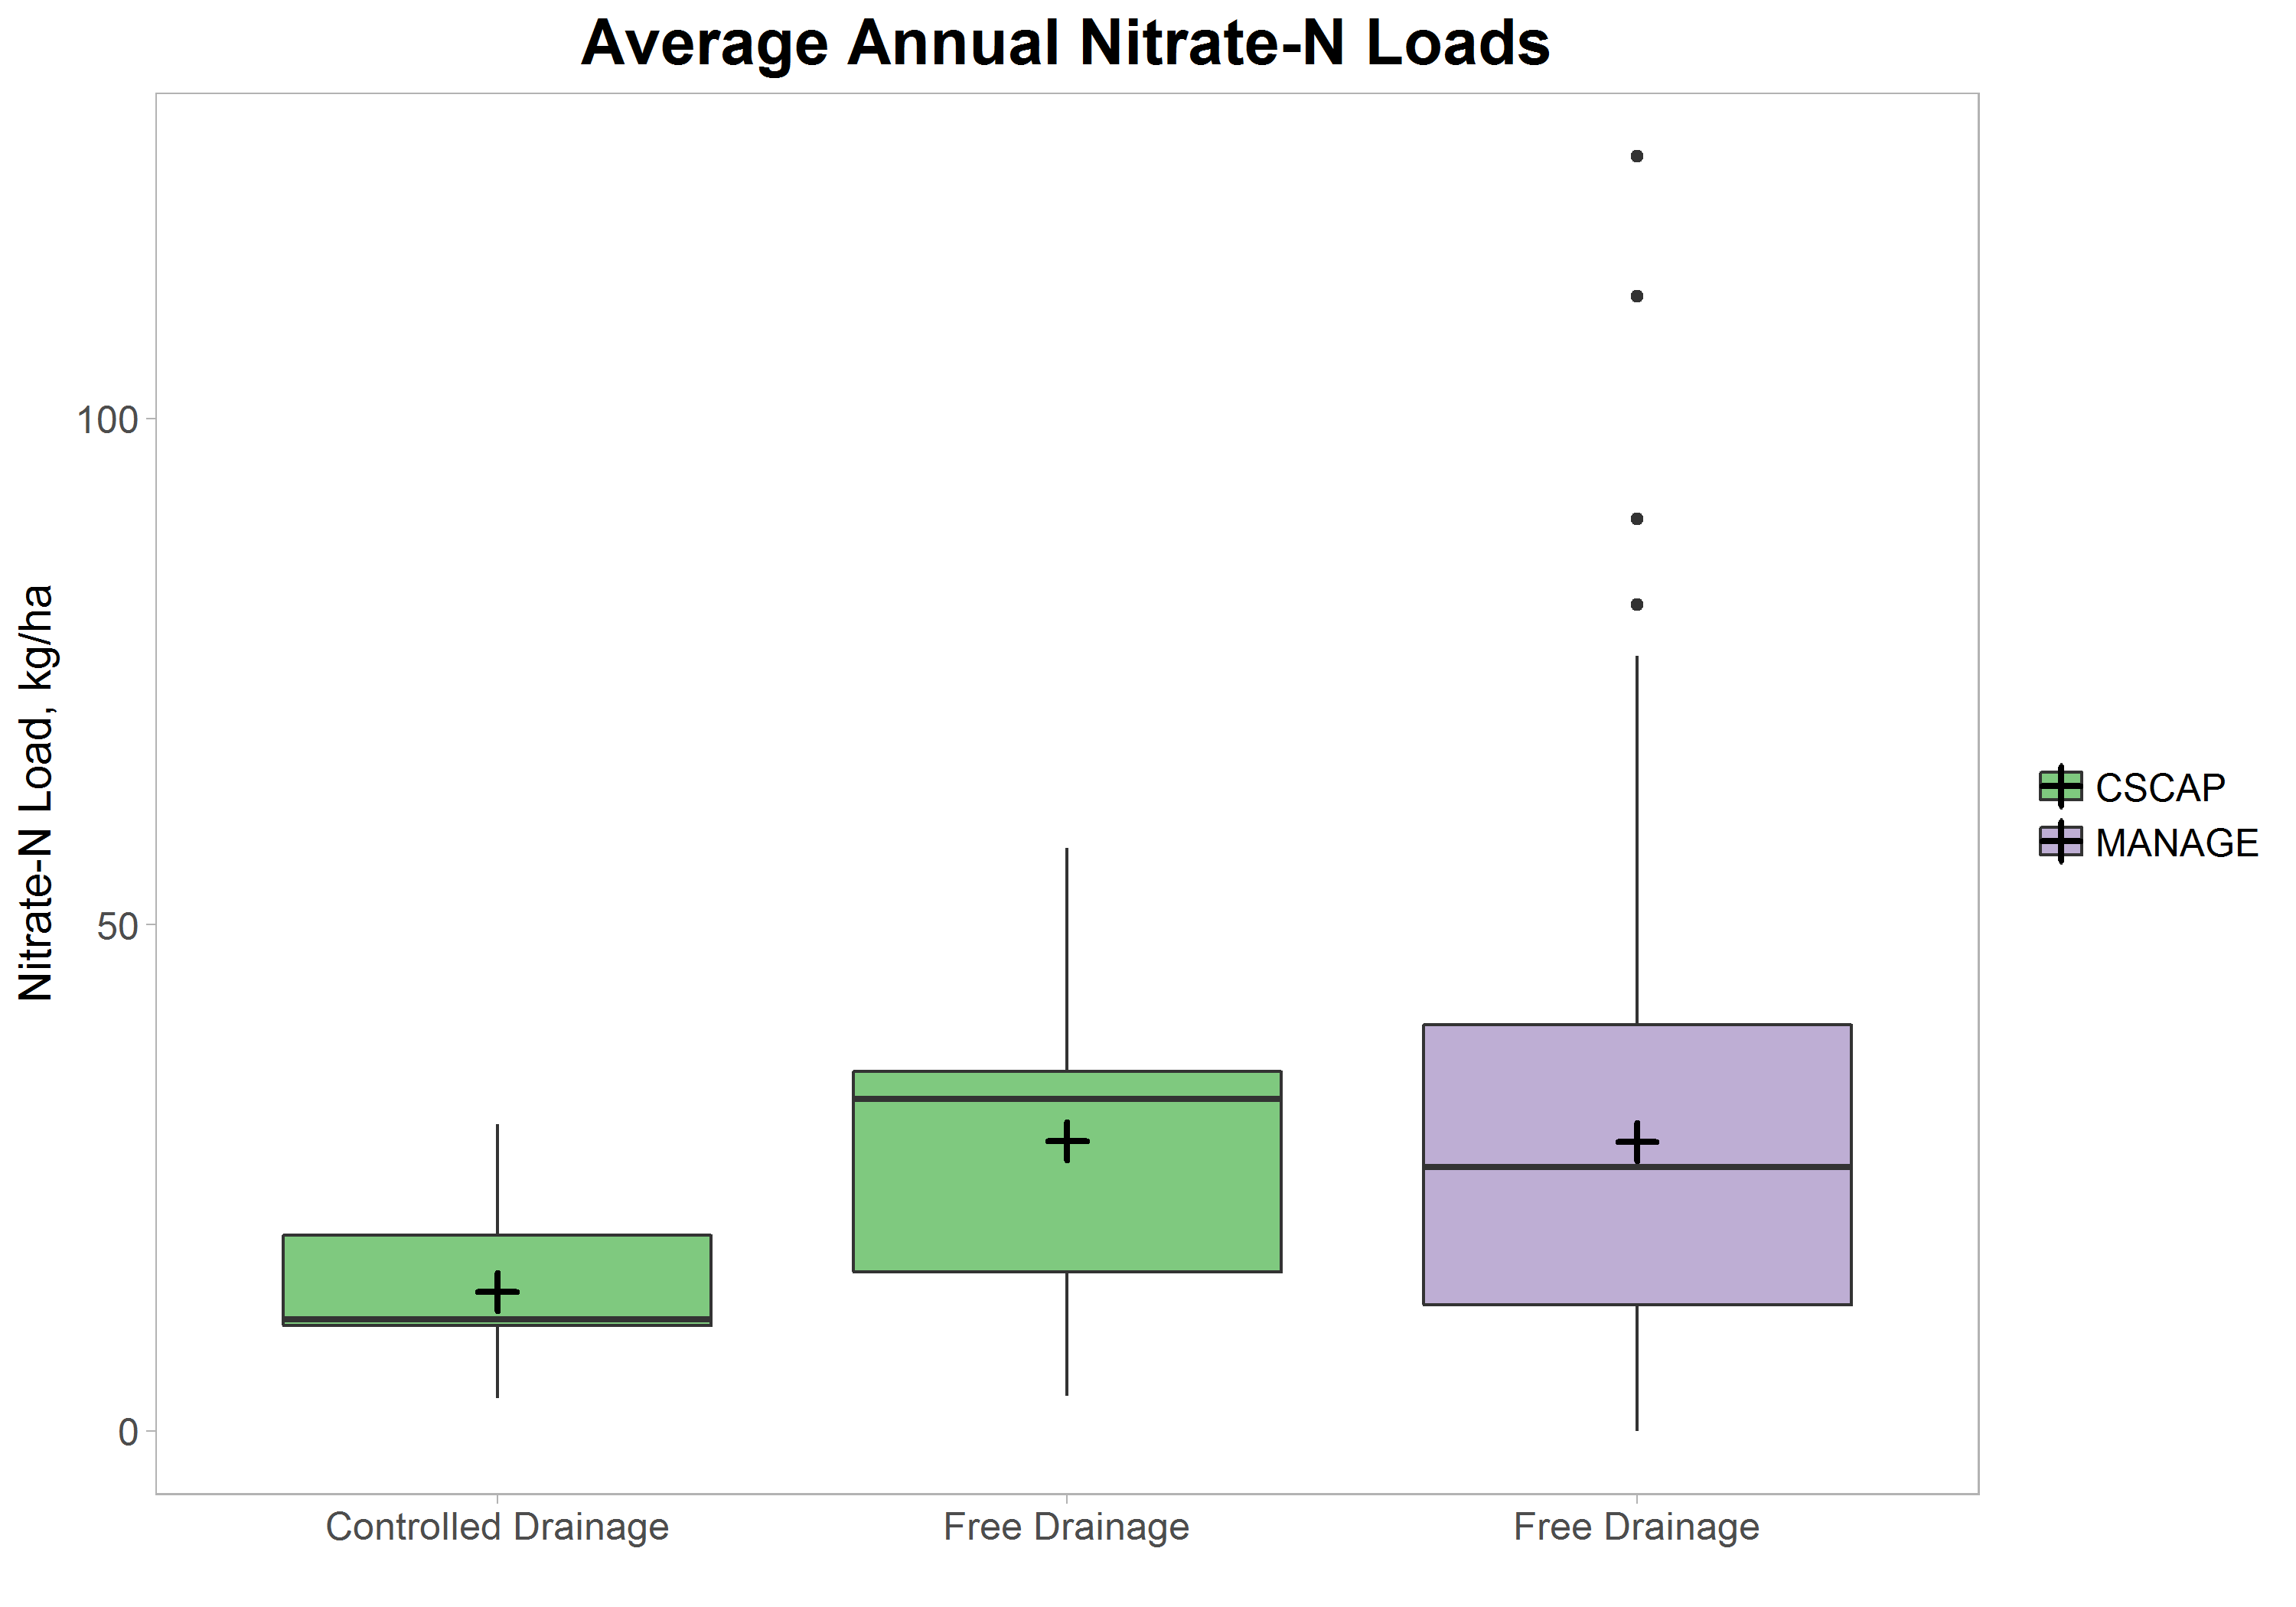 Average Annual Nitrate-N Loads
Nitrate-N Load, kg/ha
100
50
0
Controlled Drainage
Free Drainage
Free Drainage
CSCAP
MANAGE